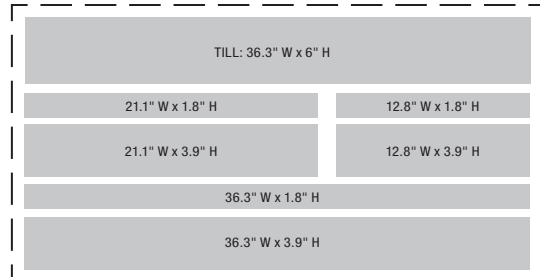 TILL: 36.3" W x 6" H
21.1" W x 1.8" H
12.8" W x 1.8" H
21.1" W x 3.9" H
12.8" W x 3.9" H
36.3" W x 1.8" H
36.3" W x 3.9" H